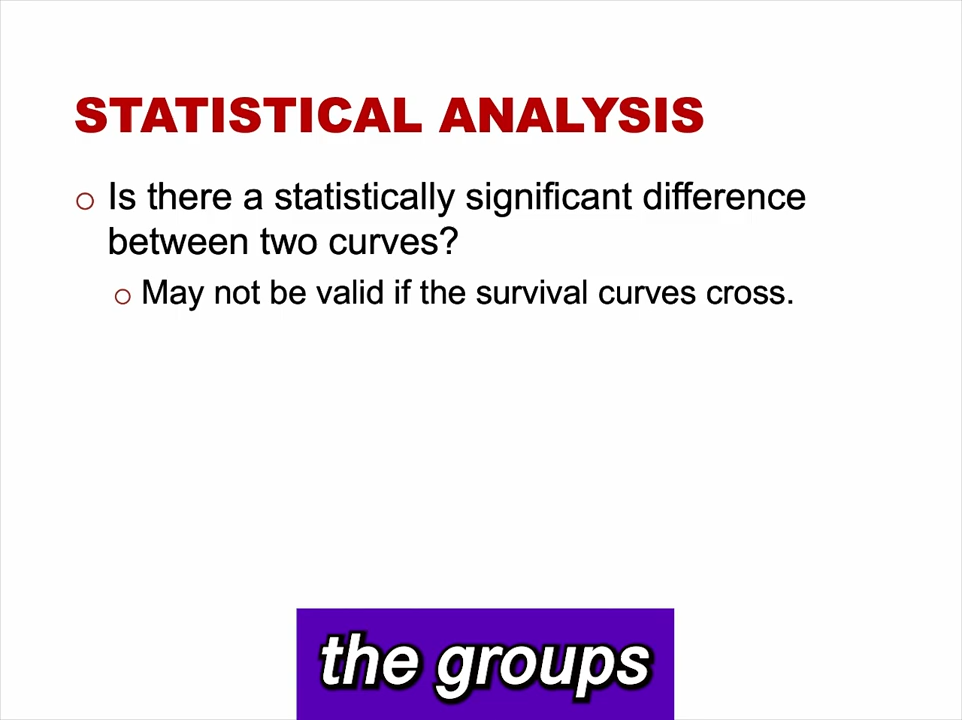 STATISTICAL ANALYSIS
Is there a statistically significant difference
between two curves?
May not be valid if the survival curves cross.
the groups